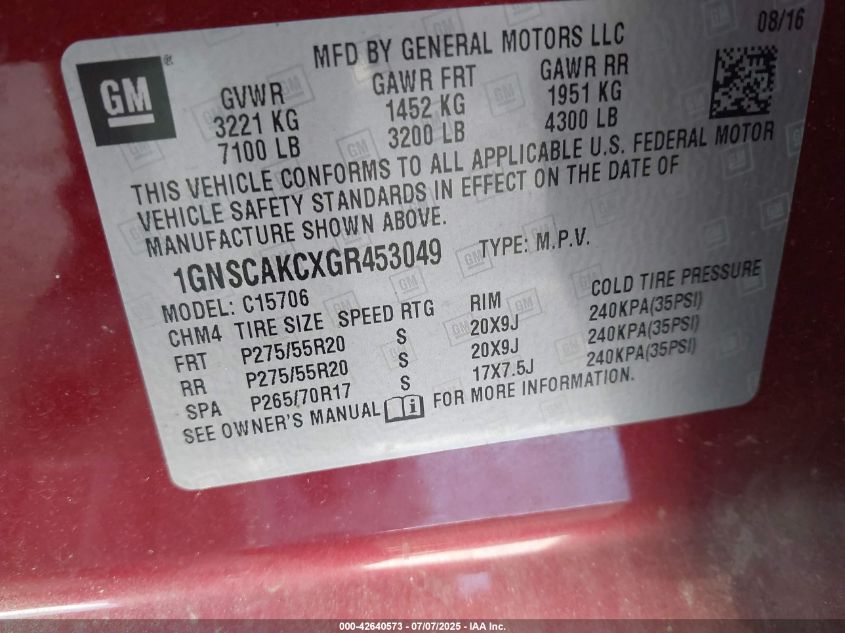 08/16
MFD BY GENERAL MOTORS LLC
GM ®
GVWR GAWR FRT GAWR RR
3221 KG 1452 KG 1951 KG
7100 LB 3200 LB 4300 LB
THIS VEHICLE CONFORMS TO ALL APPLICABLE U.S. FEDERAL MOTOR
VEHICLE SAFETY STANDARDS IN EFFECT ON THE DATE OF
MANUFACTURE SHOWN ABOVE.
1GNSCAKCXGR453049 TYPE: M.P.V.
MODEL: C15706
CHM4 TIRE SIZE SPEED RTG RIM COLD TIRE PRESSURE
FRT P275/55R20 S 20X9J 240KPA(35PSI)
RR P275/55R20 S 20X9J 240KPA(35PSI)
SPA P265/70R17 S 17X7.5J 240KPA(35PSI)
SEE OWNER'S MANUAL i FOR MORE INFORMATION.
000-42640573 - 07/07/2025 - IAA Inc.